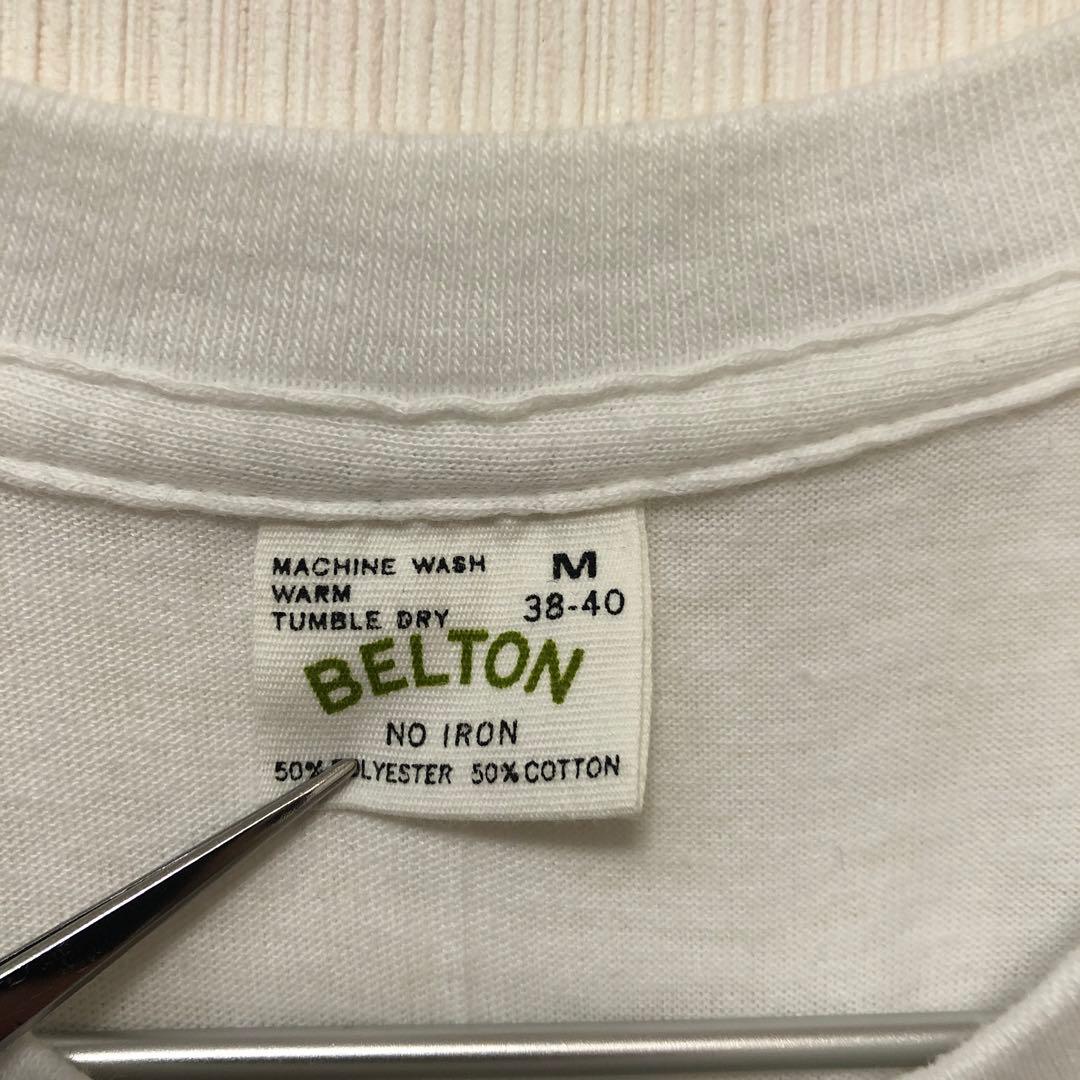 MACHINE WASH
WARM
TUMBLE DRY
M
38-40
BELTON
NO IRON
50% POLYESTER 50% COTTON